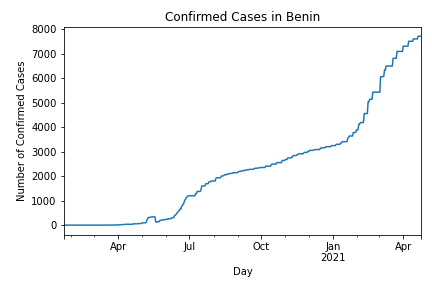 Confirmed Cases in Benin
8000
7000
6000
5000
4000
3000
2000
1000
0
Number of Confirmed Cases
Apr
Jul
Oct
Jan
2021
Apr
Day